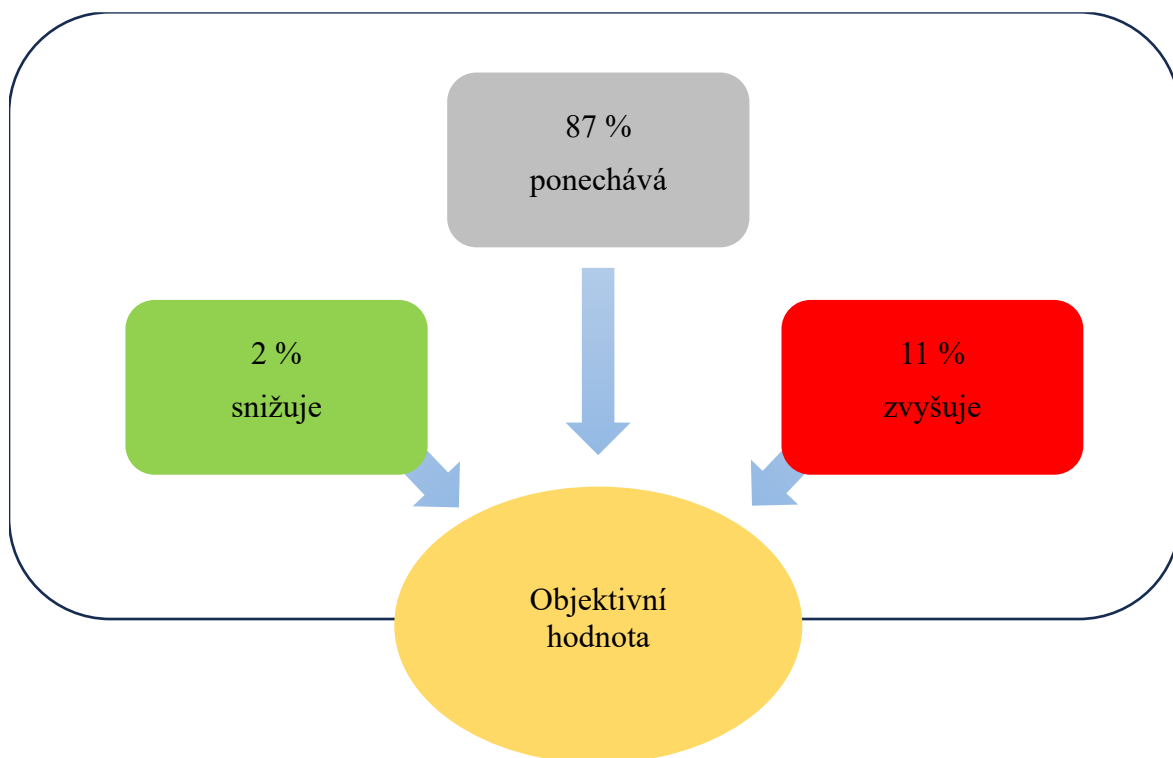 87 %
ponechává
2 %
snižuje
11 %
zvyšuje
Objektivní
hodnota